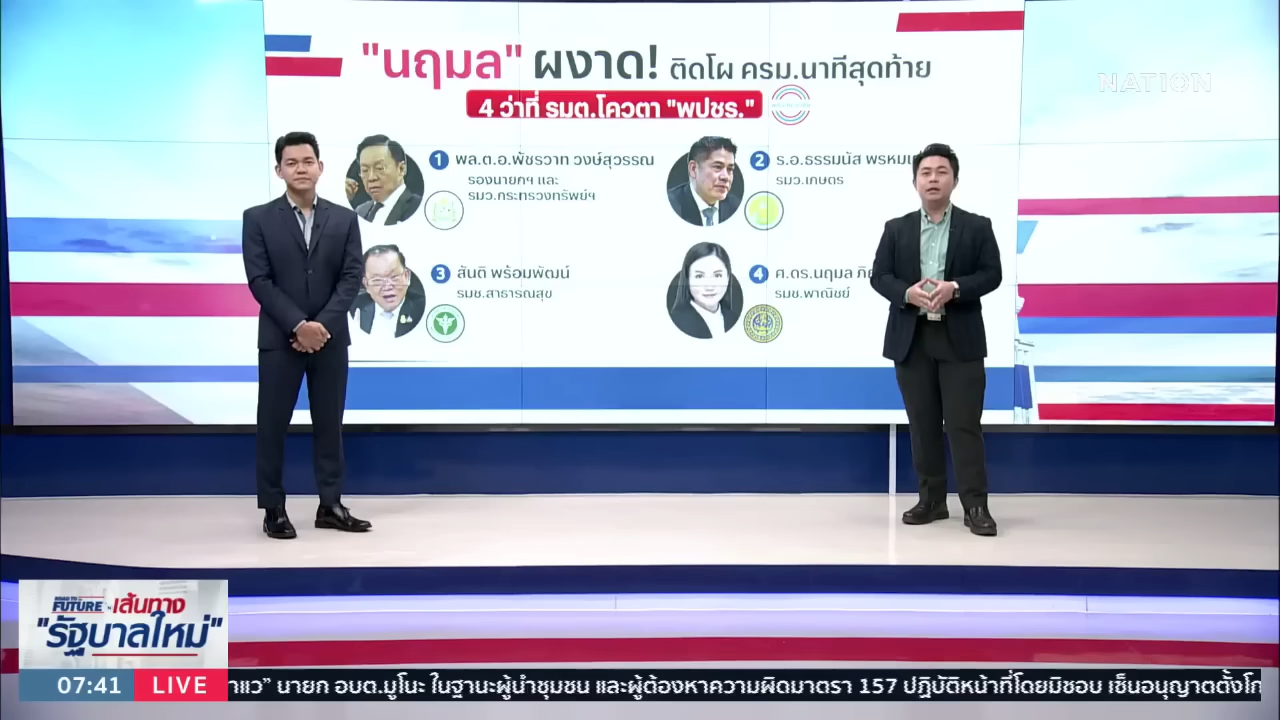 "นฤมล" ผงาด! ติดโผ ครม.นาทีสุดท้าย
4 ว่าที่ รมต.โควตา "พปชร."
NATION
1 พล.ต.อ.พัชรวาท วงษ์สุวรรณ
รองนายกฯ และ
รมว.กระทรวงทรัพย์ฯ
2 ร.อ.ธรรมนัส
รมว.เกษตร
3 สันติ พร้อมพัฒน์
รมช.สาธารณสุข
4 ศ.ดร.นฤมล
รมช.พาณิชย์
ROAD TO
FUTURE เส้นทาง
"รัฐบาลใหม่"
07:41 LIVE
นายก อบต.มูโนะ ในฐานะผู้นำชุมชน และผู้ต้องหาความผิดมาตรา 157 ปฏิบัติหน้าที่โดยมิชอบ เซ็นอนุญาตตั้งโก